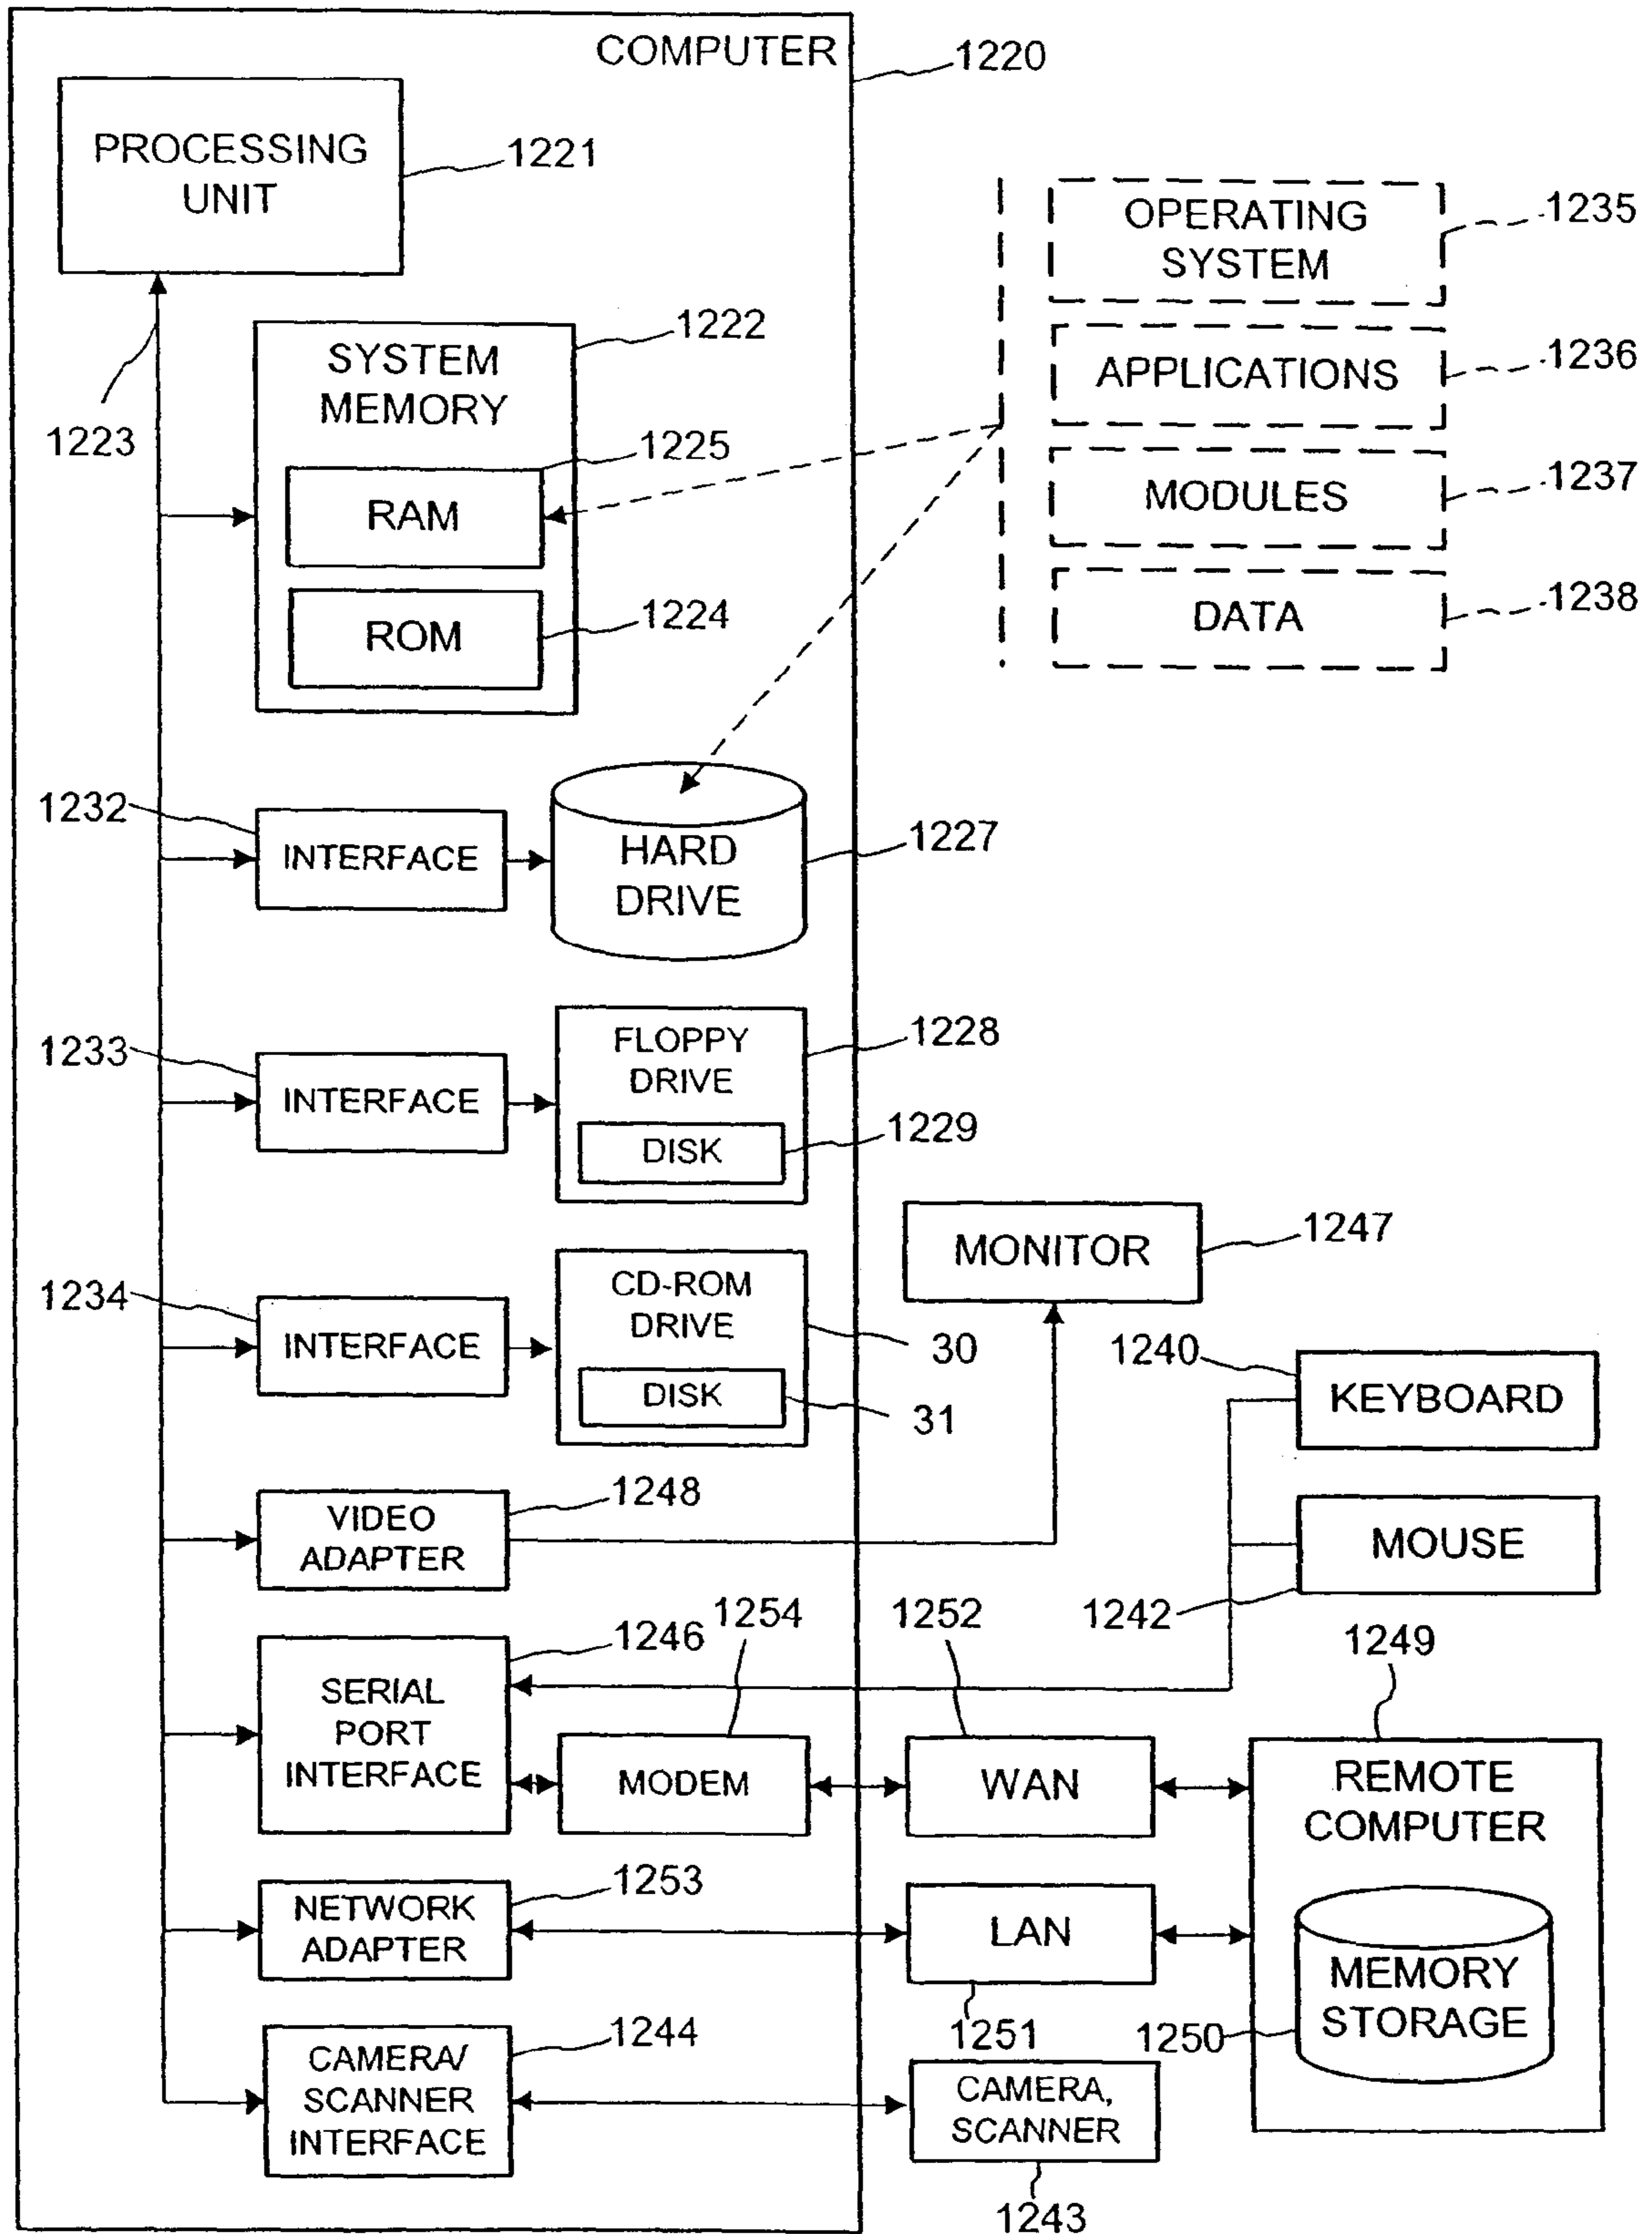 COMPUTER
1220
PROCESSING
UNIT
1221
1223
SYSTEM
MEMORY
1222
RAM
1225
ROM
1224
OPERATING
SYSTEM
1235
APPLICATIONS
1236
MODULES
1237
DATA
1238
1232
INTERFACE
HARD
DRIVE
1227
1233
INTERFACE
FLOPPY
DRIVE
1228
DISK
1229
1234
INTERFACE
CD-ROM
DRIVE
30
DISK
31
MONITOR
1247
1240
KEYBOARD
MOUSE
1242
VIDEO
ADAPTER
1248
SERIAL
PORT
INTERFACE
1246
MODEM
1254
WAN
1252
REMOTE
COMPUTER
1249
MEMORY
STORAGE
1250
NETWORK
ADAPTER
1253
LAN
1251
CAMERA/
SCANNER
INTERFACE
1244
CAMERA,
SCANNER
1243